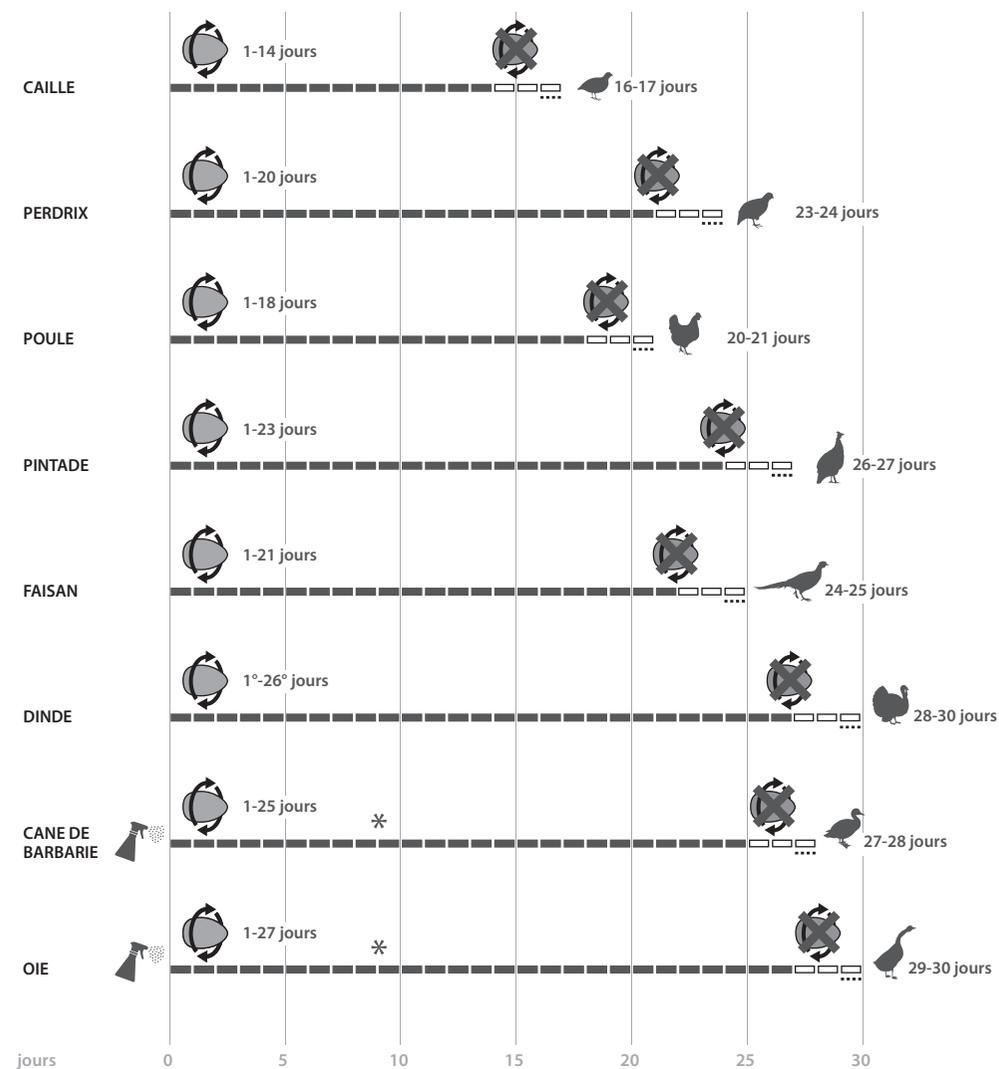 1-14 jours
CAILLE
16-17 jours
1-20 jours
PERDRIX
23-24 jours
1-18 jours
POULE
20-21 jours
1-23 jours
PINTADE
26-27 jours
1-21 jours
FAISAN
24-25 jours
1°-26° jours
DINDE
28-30 jours
1-25 jours
*
CANE DE
BARBARIE
27-28 jours
1-27 jours
*
OIE
29-30 jours
jours 0 5 10 15 20 25 30